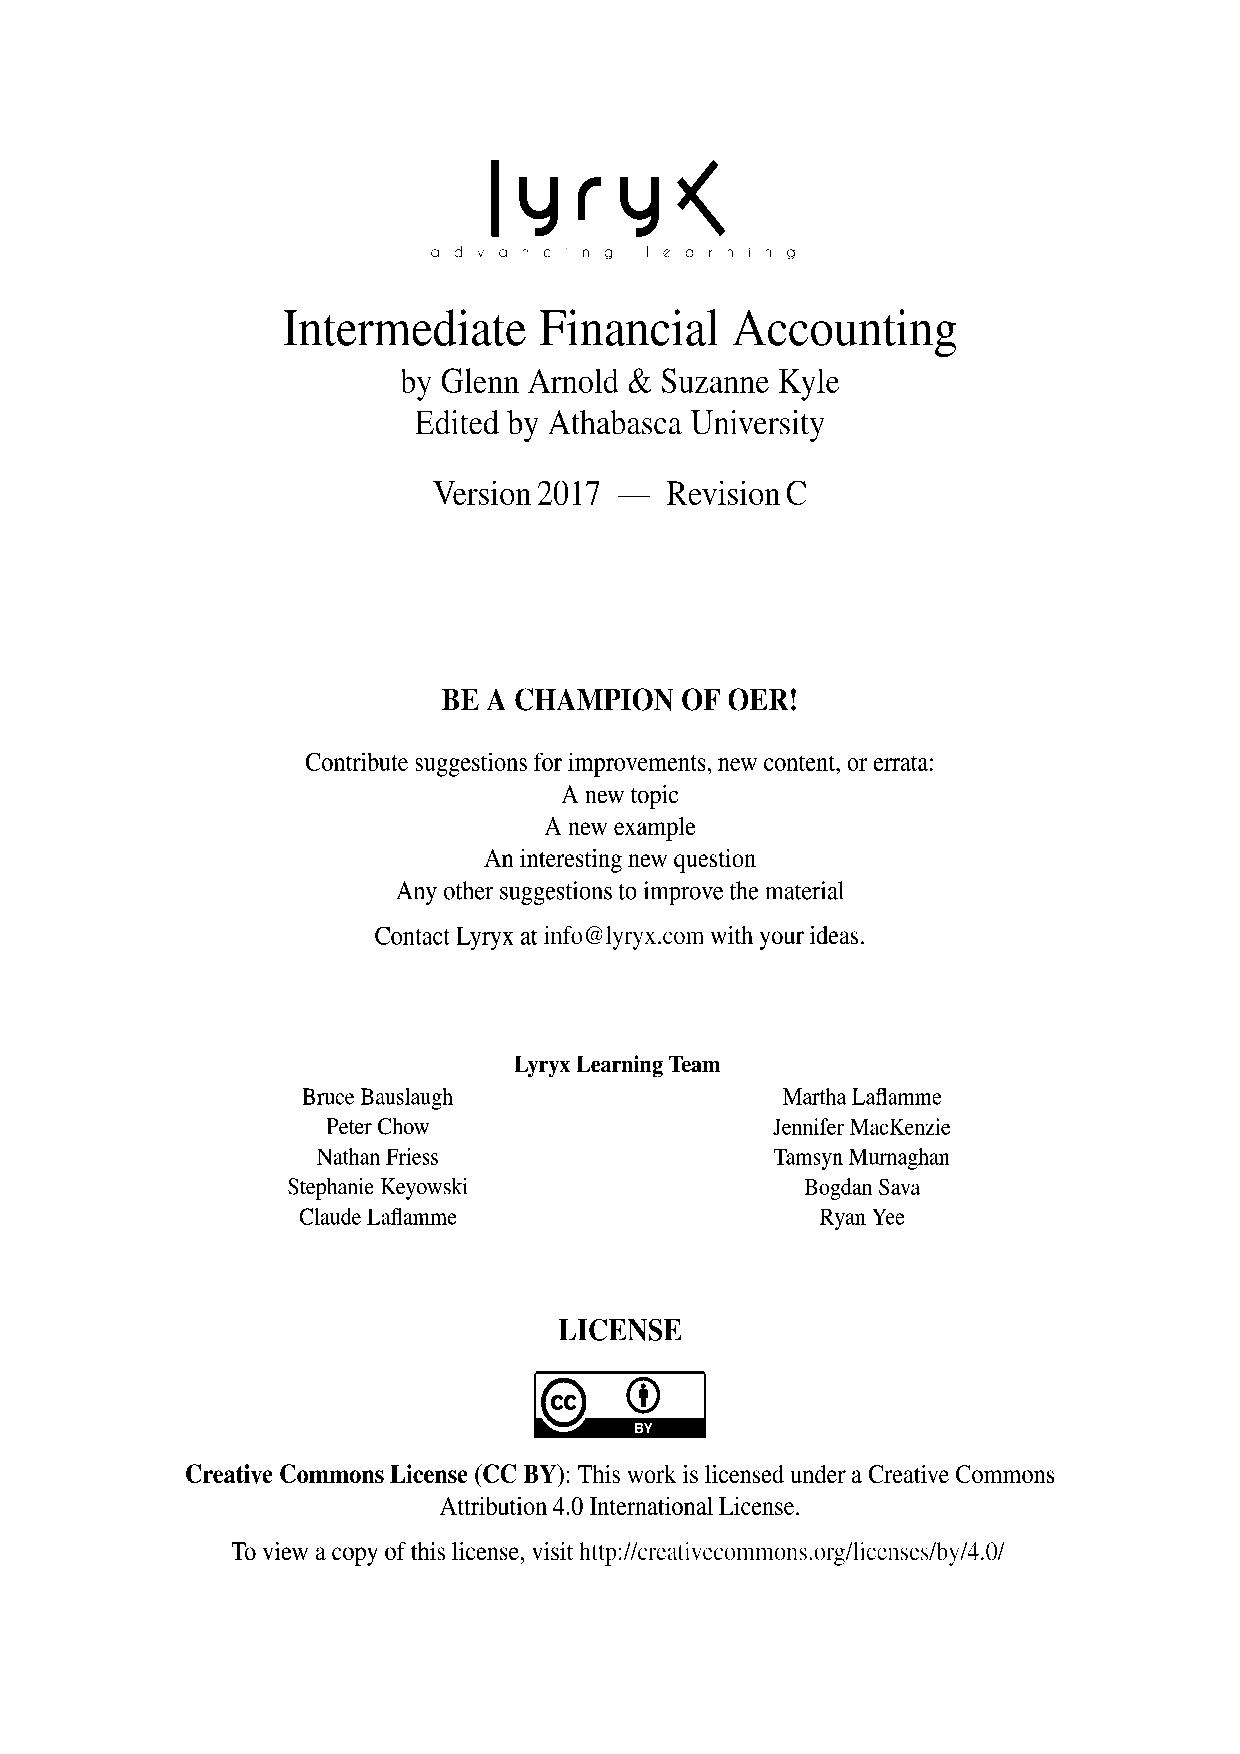 lyryx
advancing learning
Intermediate Financial Accounting
by Glenn Arnold & Suzanne Kyle
Edited by Athabasca University
Version 2017 — Revision C
BE A CHAMPION OF OER!
Contribute suggestions for improvements, new content, or errata:
A new topic
A new example
An interesting new question
Any other suggestions to improve the material
Contact Lyryx at info@lyryx.com with your ideas.
Lyryx Learning Team
Bruce Bauslaugh
Peter Chow
Nathan Friess
Stephanie Keyowski
Claude Laflamme
Martha Laflamme
Jennifer MacKenzie
Tamsyn Murnaghan
Bogdan Sava
Ryan Yee
LICENSE
cc
BY
Creative Commons License (CC BY): This work is licensed under a Creative Commons
Attribution 4.0 International License.
To view a copy of this license, visit http://creativecommons.org/licenses/by/4.0/